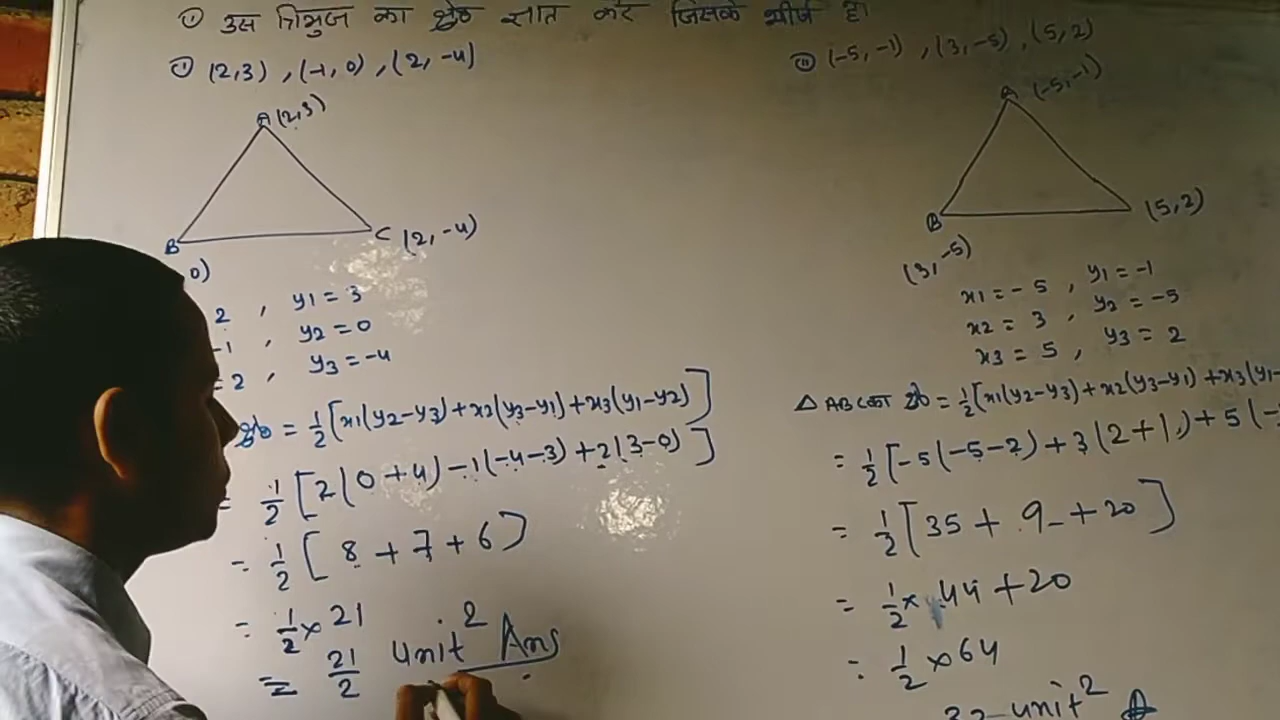 ① उस त्रिभुज का क्षे० ज्ञात करे जिसके शीर्ष है।
① (2,3) , (-1, 0) , (2, -4)
A (2,3)
B
0)
C (2, -4)
2 , y1 = 3
-1 , y2 = 0
= 2 , y3 = -4
क्षे० = 1/2 [x1(y2-y3) + x2(y3-y1) + x3(y1-y2)]
= 1/2 [2(0+4) -1(-4-3) + 2(3-0)]
= 1/2 [8 + 7 + 6]
= 1/2 × 21
= 21/2 unit² Ans
⑪ (-5, -1) , (3, -5) , (5, 2)
A (-5, -1)
B
(3, -5)
(5, 2)
x1 = -5 , y1 = -1
x2 = 3 , y2 = -5
x3 = 5 , y3 = 2
△ ABC का क्षे० = 1/2 [x1(y2-y3) + x2(y3-y1) + x3(y1-
= 1/2 [-5(-5-2) + 3(2+1) + 5(-
= 1/2 [35 + 9 + 20]
= 1/2 × 44 + 20
= 1/2 × 64
32 unit² A